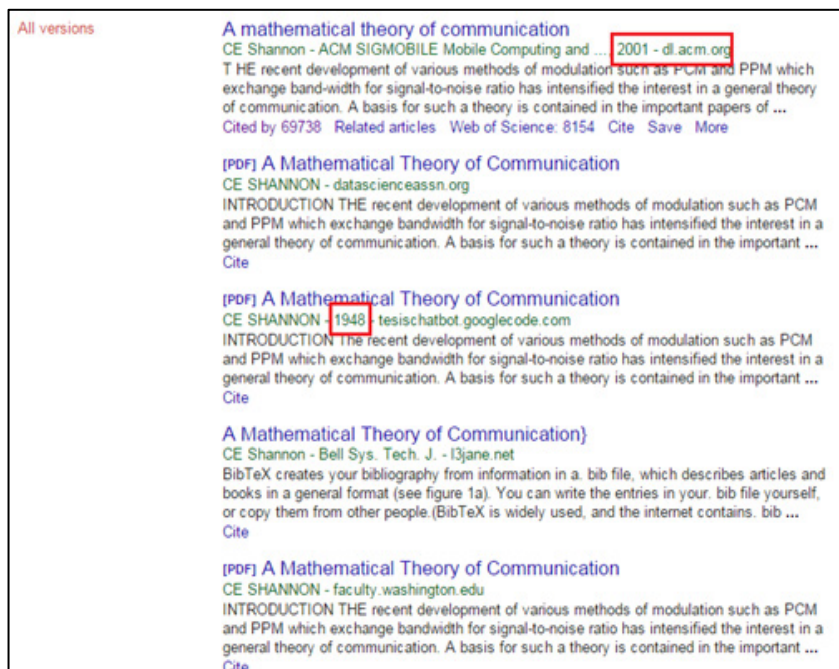 All versions
A mathematical theory of communication
CE Shannon - ACM SIGMOBILE Mobile Computing and ..., 2001 - dl.acm.org
T HE recent development of various methods of modulation such as PCM and PPM which
exchange band-width for signal-to-noise ratio has intensified the interest in a general theory
of communication. A basis for such a theory is contained in the important papers of ...
Cited by 69738 Related articles Web of Science: 8154 Cite Save More
[PDF] A Mathematical Theory of Communication
CE SHANNON - datascienceassn.org
INTRODUCTION THE recent development of various methods of modulation such as PCM
and PPM which exchange bandwidth for signal-to-noise ratio has intensified the interest in a
general theory of communication. A basis for such a theory is contained in the important ...
Cite
[PDF] A Mathematical Theory of Communication
CE SHANNON - 1948 - tesischatbot.googlecode.com
INTRODUCTION The recent development of various methods of modulation such as PCM
and PPM which exchange bandwidth for signal-to-noise ratio has intensified the interest in a
general theory of communication. A basis for such a theory is contained in the important ...
Cite
A Mathematical Theory of Communication}
CE Shannon - Bell Sys. Tech. J. - l3jane.net
BibTeX creates your bibliography from information in a. bib file, which describes articles and
books in a general format (see figure 1a). You can write the entries in your. bib file yourself,
or copy them from other people.(BibTeX is widely used, and the internet contains. bib ...
Cite
[PDF] A Mathematical Theory of Communication
CE SHANNON - faculty.washington.edu
INTRODUCTION THE recent development of various methods of modulation such as PCM
and PPM which exchange bandwidth for signal-to-noise ratio has intensified the interest in a
general theory of communication. A basis for such a theory is contained in the important ...
Cite